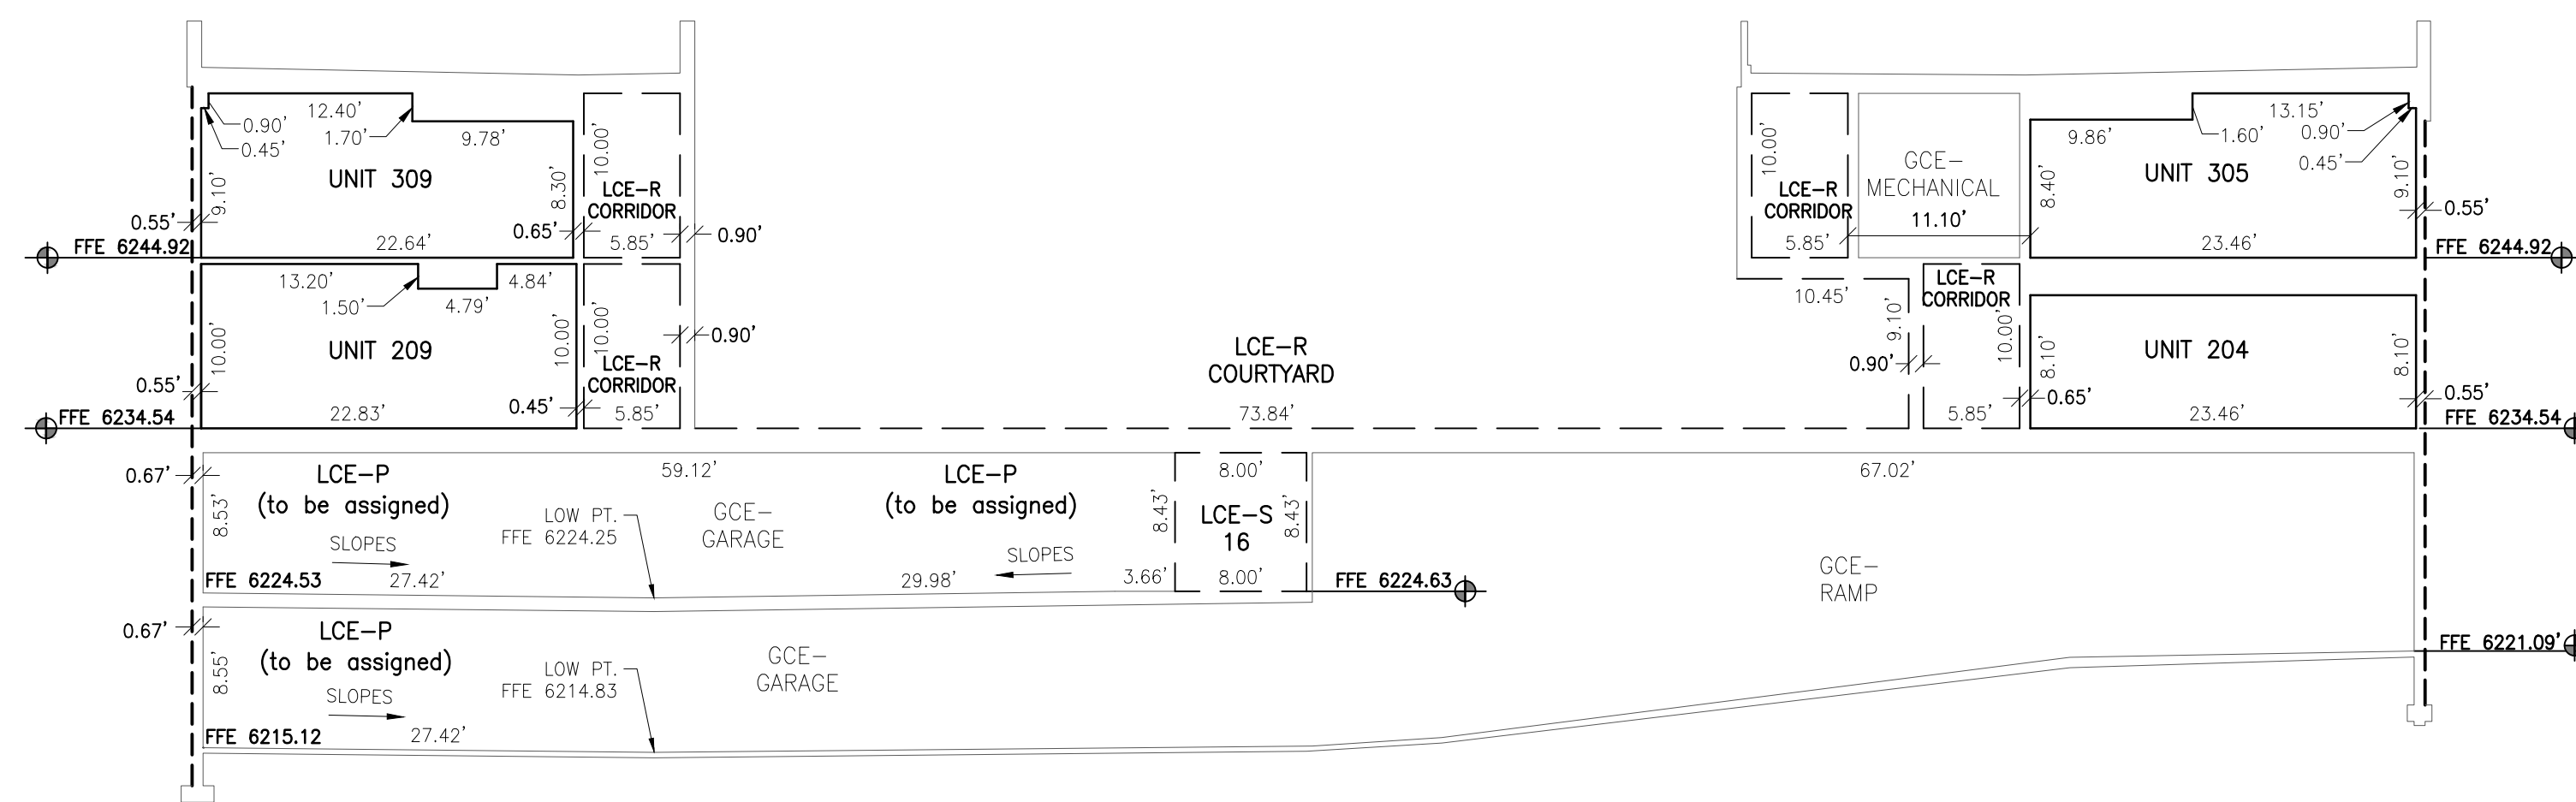 12.40'
0.90'
1.70'
0.45'
9.78'
UNIT 309
9.10'
8.30'
10.00'
LCE-R
CORRIDOR
0.55'
0.65'
22.64'
5.85'
0.90'
FFE 6244.92
13.20'
1.50'
4.79'
4.84'
UNIT 209
10.00'
10.00'
10.00'
LCE-R
CORRIDOR
0.90'
0.55'
22.83'
0.45'
5.85'
FFE 6234.54
LCE-R
COURTYARD
73.84'
10.00'
LCE-R
CORRIDOR
5.85'
GCE-
MECHANICAL
11.10'
13.15'
9.86'
1.60'
0.90'
0.45'
UNIT 305
8.40'
9.10'
0.55'
23.46'
FFE 6244.92
10.45'
9.10'
0.90'
LCE-R
CORRIDOR
10.00'
5.85'
UNIT 204
8.10'
8.10'
0.65'
23.46'
0.55'
FFE 6234.54
0.67'
LCE-P
(to be assigned)
8.53'
SLOPES
FFE 6224.53
27.42'
59.12'
LOW PT.
FFE 6224.25
GCE-
GARAGE
LCE-P
(to be assigned)
SLOPES
29.98'
3.66'
8.43'
8.00'
LCE-S
16
8.43'
8.00'
FFE 6224.63
67.02'
GCE-
RAMP
FFE 6221.09'
0.67'
LCE-P
(to be assigned)
8.55'
SLOPES
FFE 6215.12
27.42'
LOW PT.
FFE 6214.83
GCE-
GARAGE